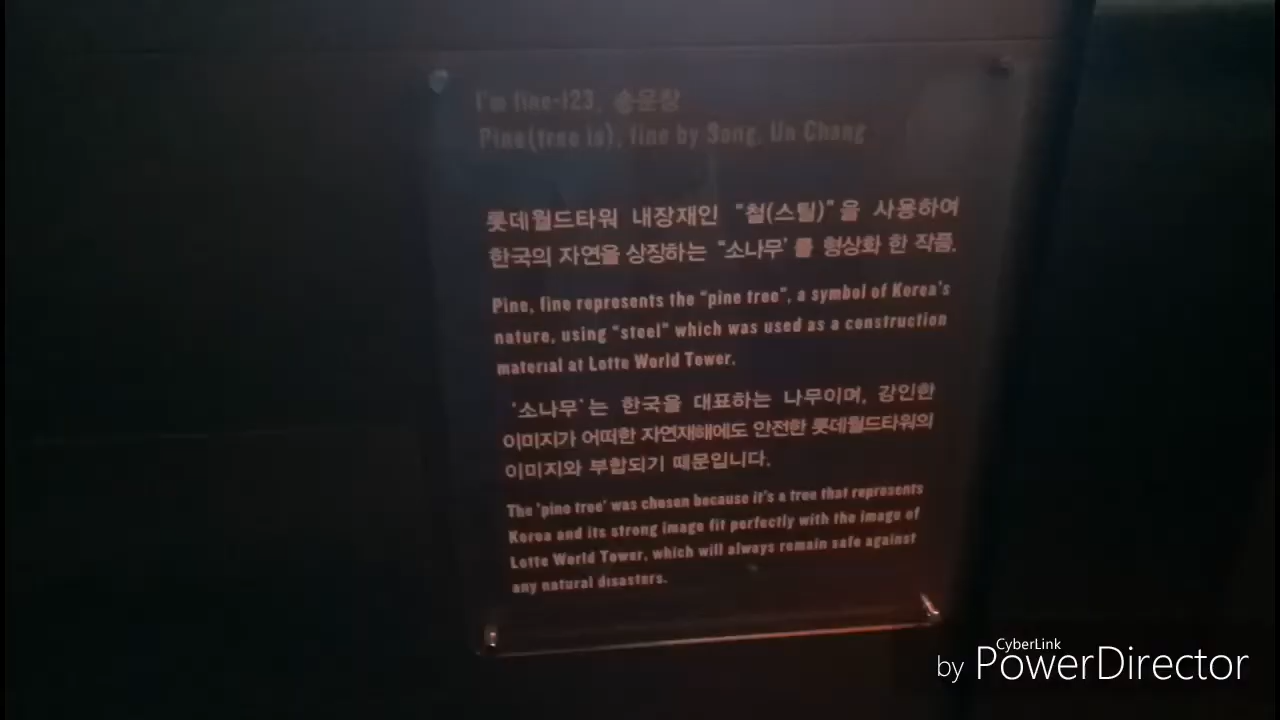 I'm fine-123, 송운창
Pine(tree is), fine by Song, Un Chang
롯데월드타워 내장재인 "철(스틸)"을 사용하여
한국의 자연을 상징하는 "소나무'를 형상화 한 작품.
Pine, fine represents the "pine tree", a symbol of Korea's
nature, using "steel" which was used as a construction
material at Lotte World Tower.
'소나무'는 한국을 대표하는 나무이며, 강인한
이미지가 어떠한 자연재해에도 안전한 롯데월드타워의
이미지와 부합되기 때문입니다.
The 'pine tree' was chosen because it's a tree that represents
Korea and its strong image fit perfectly with the image of
Lotte World Tower, which will always remain safe against
any natural disasters.
CyberLink
by PowerDirector